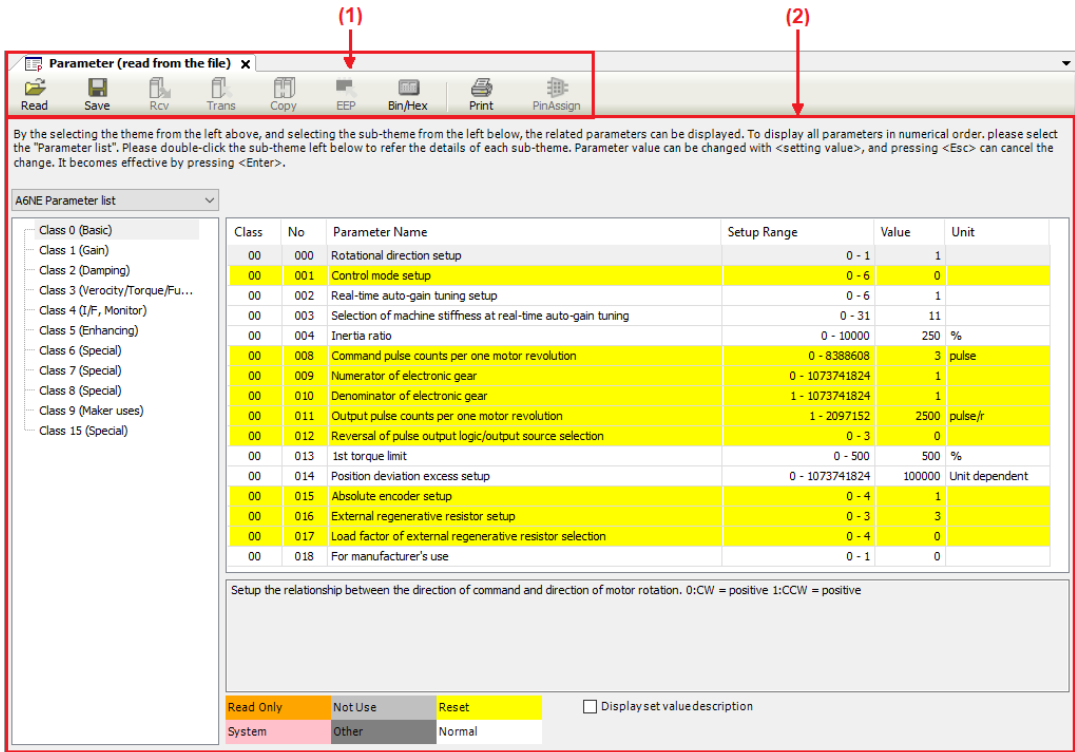 (1)
(2)
Parameter (read from the file) x
Read Save Rcv Trans Copy EEP Bin/Hex Print PinAssign
By the selecting the theme from the left above, and selecting the sub-theme from the left below, the related parameters can be displayed. To display all parameters in numerical order. please select
the "Parameter list". Please double-click the sub-theme left below to refer the details of each sub-theme. Parameter value can be changed with <setting value>, and pressing <Esc> can cancel the
change. It becomes effective by pressing <Enter>.
A6NE Parameter list
Class 0 (Basic)
Class 1 (Gain)
Class 2 (Damping)
Class 3 (Verocity/Torque/Fu...
Class 4 (I/F, Monitor)
Class 5 (Enhancing)
Class 6 (Special)
Class 7 (Special)
Class 8 (Special)
Class 9 (Maker uses)
Class 15 (Special)
Class No Parameter Name Setup Range Value Unit
00 000 Rotational direction setup 0 - 1 1
00 001 Control mode setup 0 - 6 0
00 002 Real-time auto-gain tuning setup 0 - 6 1
00 003 Selection of machine stiffness at real-time auto-gain tuning 0 - 31 11
00 004 Inertia ratio 0 - 10000 250 %
00 008 Command pulse counts per one motor revolution 0 - 8388608 3 pulse
00 009 Numerator of electronic gear 0 - 1073741824 1
00 010 Denominator of electronic gear 1 - 1073741824 1
00 011 Output pulse counts per one motor revolution 1 - 2097152 2500 pulse/r
00 012 Reversal of pulse output logic/output source selection 0 - 3 0
00 013 1st torque limit 0 - 500 500 %
00 014 Position deviation excess setup 0 - 1073741824 100000 Unit dependent
00 015 Absolute encoder setup 0 - 4 1
00 016 External regenerative resistor setup 0 - 3 3
00 017 Load factor of external regenerative resistor selection 0 - 4 0
00 018 For manufacturer's use 0 - 1 0
Setup the relationship between the direction of command and direction of motor rotation. 0:CW = positive 1:CCW = positive
Read Only Not Use Reset Display set value description
System Other Normal